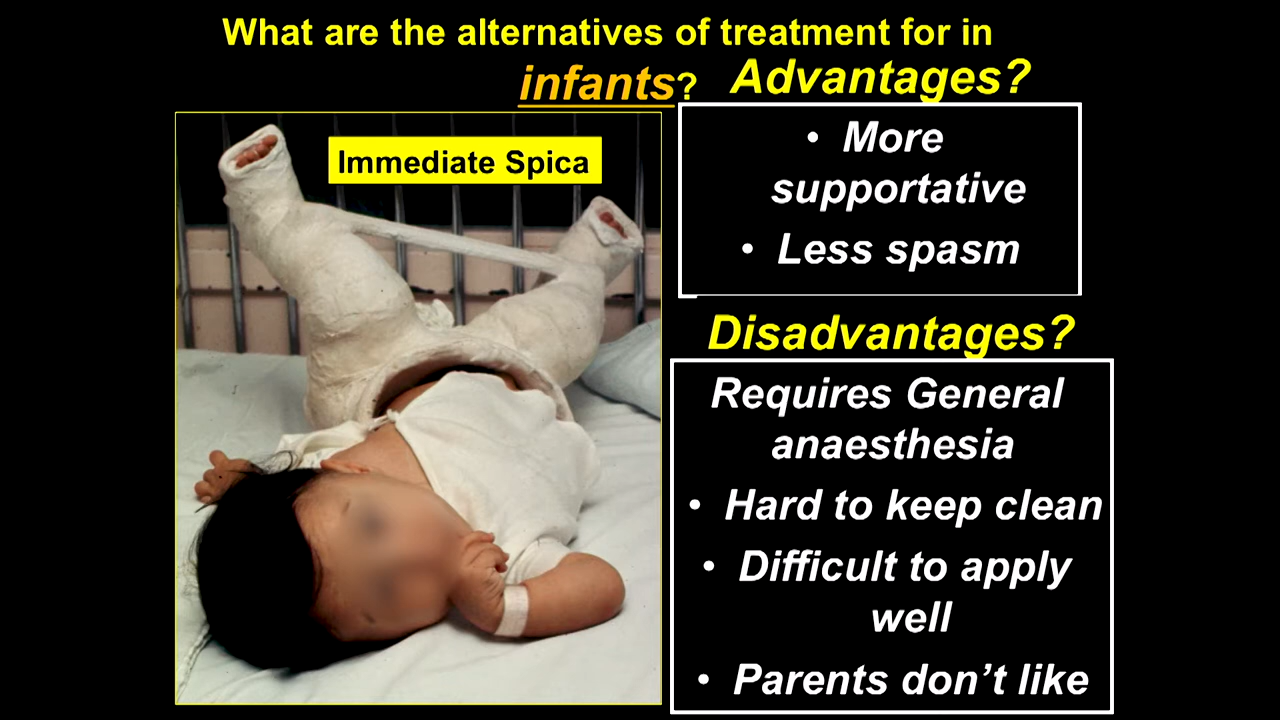 What are the alternatives of treatment for in
infants?
Advantages?
Immediate Spica
• More
supportative
• Less spasm
Disadvantages?
Requires General
anaesthesia
• Hard to keep clean
• Difficult to apply
well
• Parents don’t like